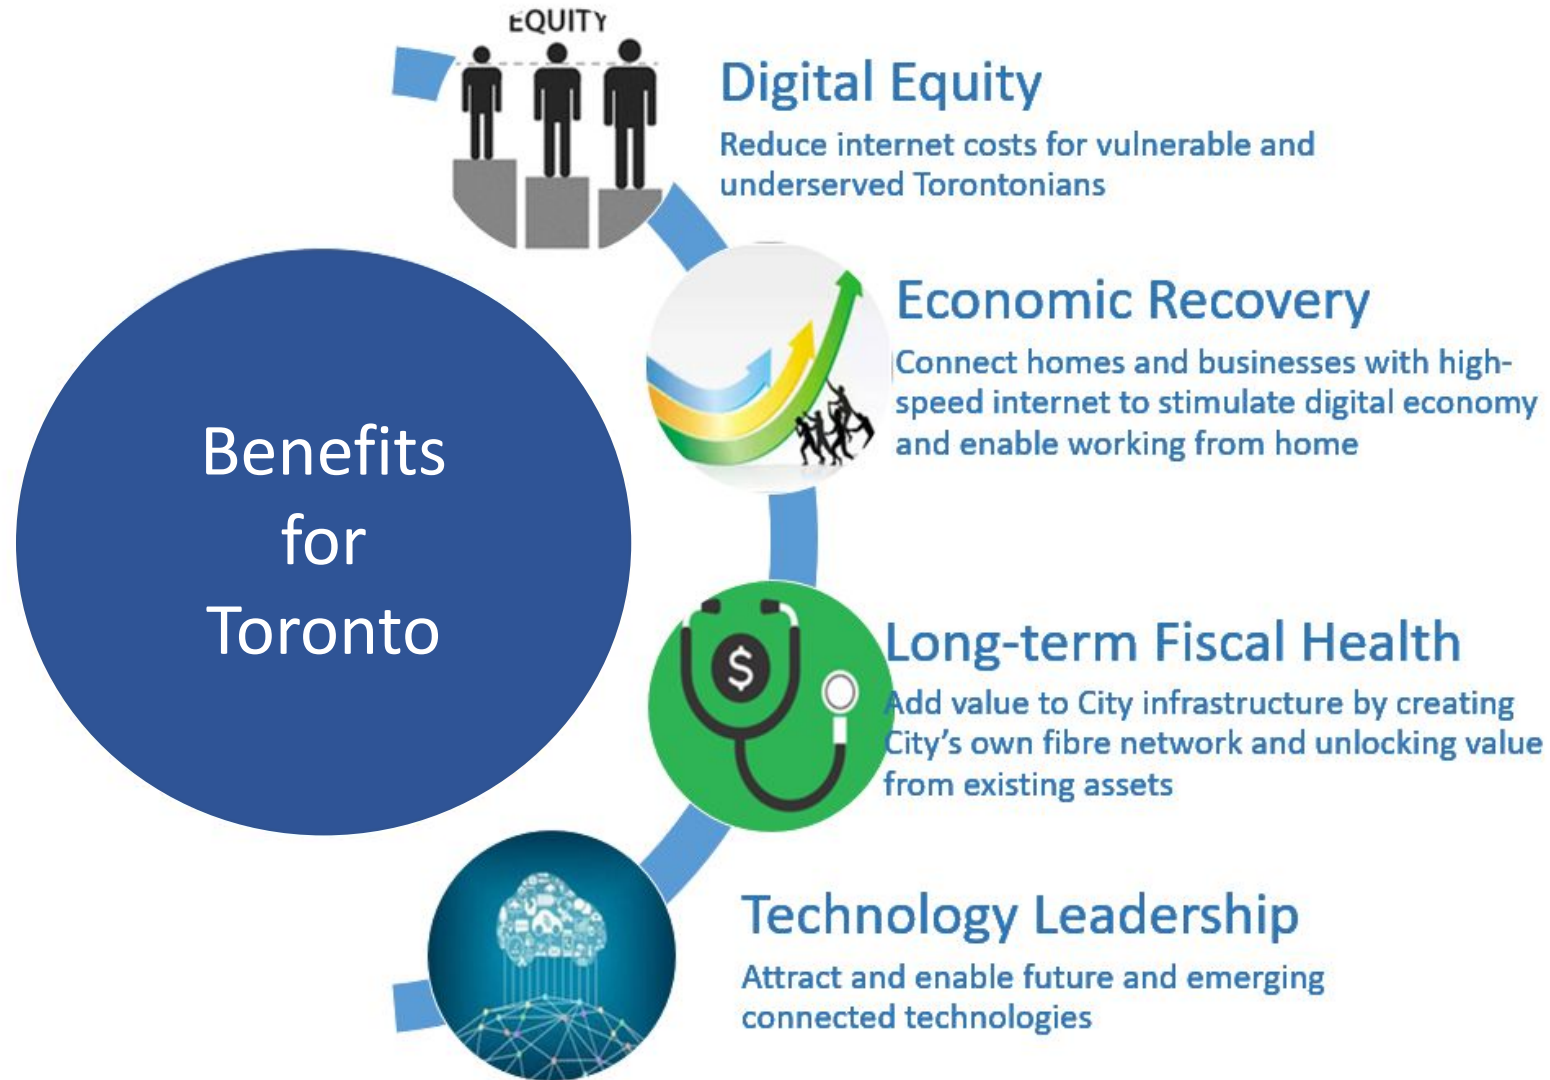 EQUITY
Digital Equity
Reduce internet costs for vulnerable and
underserved Torontonians
Benefits
for
Toronto
Economic Recovery
Connect homes and businesses with high-
speed internet to stimulate digital economy
and enable working from home
$
Long-term Fiscal Health
Add value to City infrastructure by creating
City's own fibre network and unlocking value
from existing assets
Technology Leadership
Attract and enable future and emerging
connected technologies